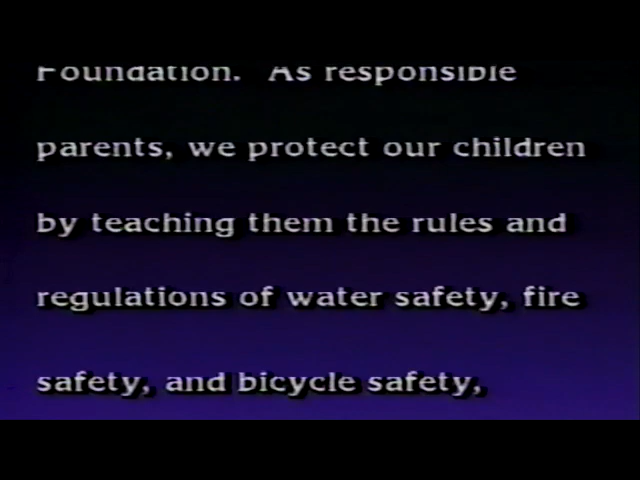 Foundation. As responsible
parents, we protect our children
by teaching them the rules and
regulations of water safety, fire
safety, and bicycle safety,